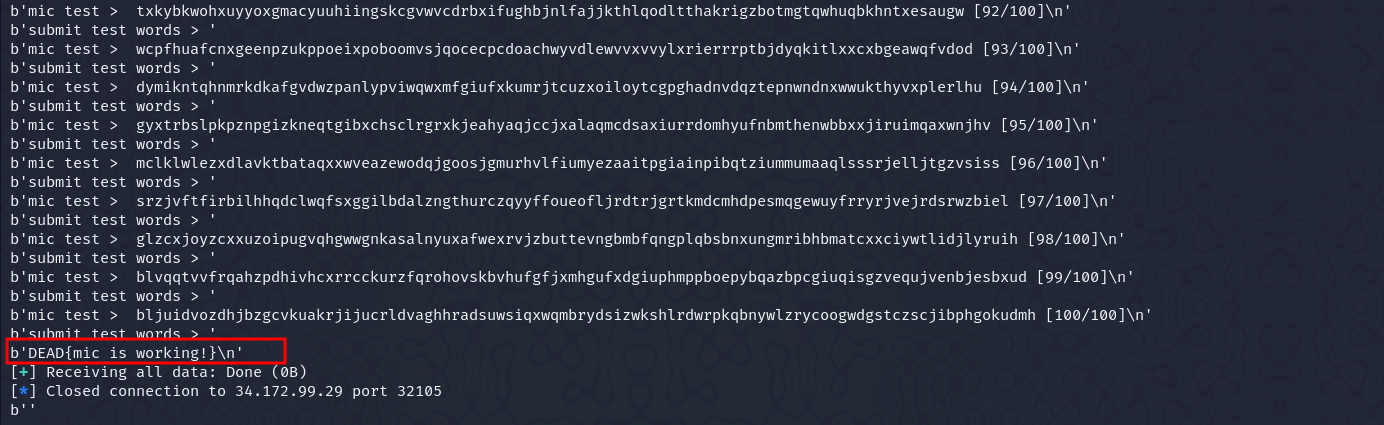 b'mic test >  txkybkwohxuyyoxgmacyuuhiingskcgvwvcdrbxifughbjnlfajjkthlqodltthakrigzbotmgtqwhuqbkhntxesaugw [92/100]\n'
b'submit test words > '
b'mic test >  wcpfhuafcnxgeenpzukppoeixpoboomvsjqocecpcdoachwyvdlewvvxvvylxrierrrptbjdyqkitlxxcxbgeawqfvdod [93/100]\n'
b'submit test words > '
b'mic test >  dymikntqhnmrkdkafgvdwzpanlypviwqwxmfgiufxkumrjtcuzxoiloytcgpghadnvdqztepnwndnxwwukthyvxplerlhu [94/100]\n'
b'submit test words > '
b'mic test >  gyxtrbslpkpznpgizkneqtgibxchsclrgrxkjeahyaqjccjxalaqmcdsaxiurrdomhyufnbmthenwbbxxjiruimqaxwnjhv [95/100]\n'
b'submit test words > '
b'mic test >  mclklwlezxdlavktbataqxxwveazewodqjgoosjgmurhvlfiumyezaaitpgiainpibqtziummumaaqlsssrjelljtgzvsiss [96/100]\n'
b'submit test words > '
b'mic test >  srzjvftfirbilhhqdclwqfsxggilbdalzngthurczqyyffoueofljrdtrjgrtkmdcmhdpesmqgewuyfrryrjvejrdsrwzbiel [97/100]\n'
b'submit test words > '
b'mic test >  glzcxjoyzcxxuzoipugvqhgwwgnkasalnyuxafwexrvjzbuttevngbmbfqngplqbsbnxungmribhbmatcxxciywtlidjlyruih [98/100]\n'
b'submit test words > '
b'mic test >  blvqqtvvfrqahzpdhivhcxrrcckurzfqrohovskbvhufgfjxmhgufxdgiuphmppboepybqazbpcgiuqisgzvequjvenbjesbxud [99/100]\n'
b'submit test words > '
b'mic test >  bljuidvozdhjbzgcvkuakrjijucrldvaghhradsuwsiqxwqmbrydsizwkshlrdwrpkqbnywlzrycoogwdgstczscjibphgokudmh [100/100]\n'
b'submit test words > '
b'DEAD{mic is working!}\n'
[+] Receiving all data: Done (0B)
[*] Closed connection to 34.172.99.29 port 32105
b''